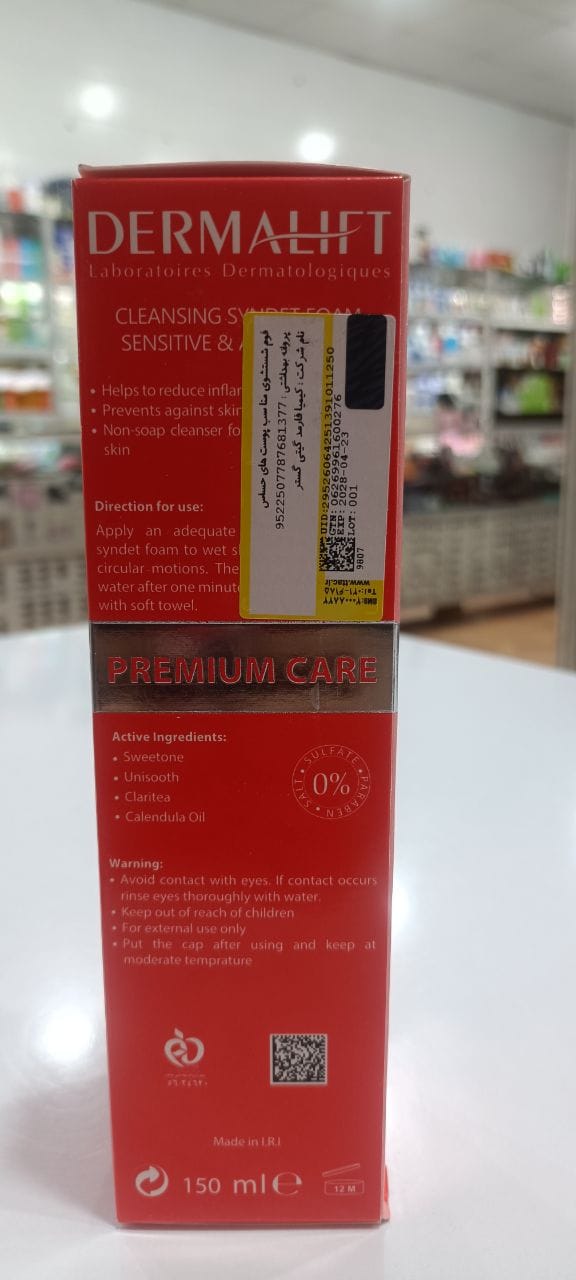 DERMALIFT
Laboratoires Dermatologiques
CLEANSING SYNDET FOAM
SENSITIVE &
• Helps to reduce
• Prevents against skin
• Non-soap cleanser
skin
Direction for use:
Apply an adequate
syndet foam to wet
circular motions.
water after one minute
with soft towel.
فوم شستشوی مناسب پوست های حساس
پروانه بهداشتی : 9522507787681377
نام شرکت : کیمیا فارمد گیتی گستر
UID:29526064251391011250
GTIN:06269961600276
EXP: 2028-04-23
LOT: 001
9807
www.ttac.ir
PREMIUM CARE
Active Ingredients:
• Sweetone
• Unisooth
• Claritea
• Calendula Oil
SULFATE • PARABEN • SALT •
0%
Warning:
• Avoid contact with eyes. If contact occurs
rinse eyes thoroughly with water.
• Keep out of reach of children
• For external use only
• Put the cap after using and keep at
moderate temprature
Made in I.R.I
150 ml e
12 M